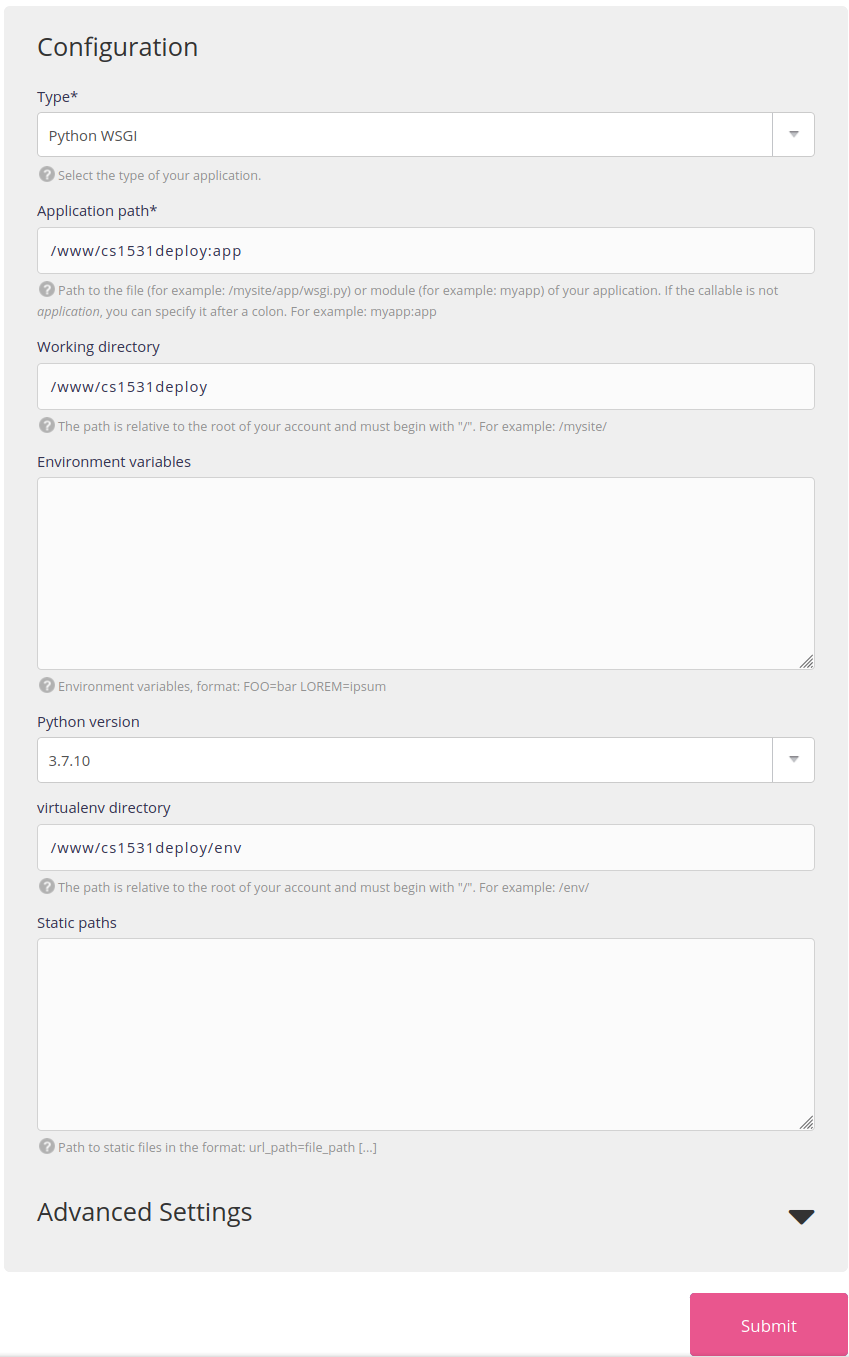 Configuration
Type*
Python WSGI
Select the type of your application.
Application path*
/www/cs1531deploy:app
Path to the file (for example: /mysite/app/wsgi.py) or module (for example: myapp) of your application. If the callable is not
application, you can specify it after a colon. For example: myapp:app
Working directory
/www/cs1531deploy
The path is relative to the root of your account and must begin with "/". For example: /mysite/
Environment variables
Environment variables, format: FOO=bar LOREM=ipsum
Python version
3.7.10
virtualenv directory
/www/cs1531deploy/env
The path is relative to the root of your account and must begin with "/". For example: /env/
Static paths
Path to static files in the format: url_path=file_path [...]
Advanced Settings
Submit